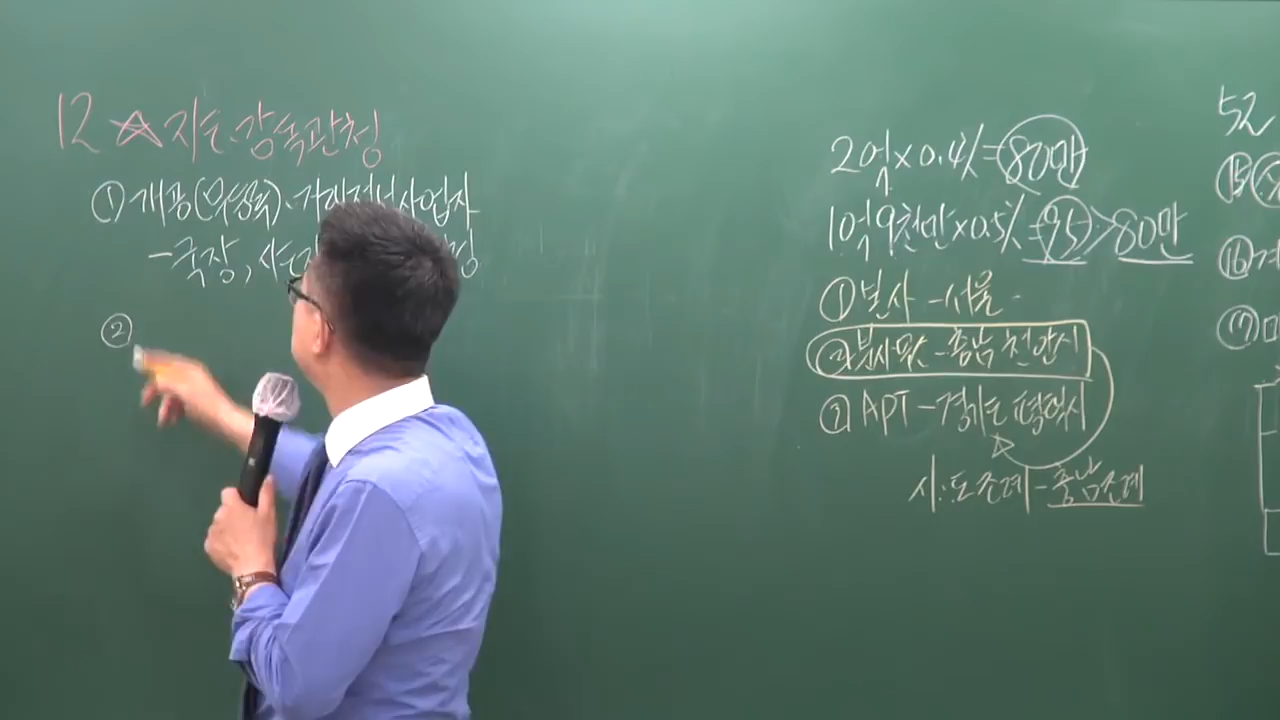 12 ☆ 지도·감독관청
① 개공(무등록)·거래정보사업자
- 국장,
②
2억×0.4%=80만
1억9천만×0.5%=95>80만
① 본사 - 서울
② 분사무소 - 충남 천안시
③ APT - 경기도 평택시
시·도 조례 - 충남조례
52
⑮
⑯
⑰